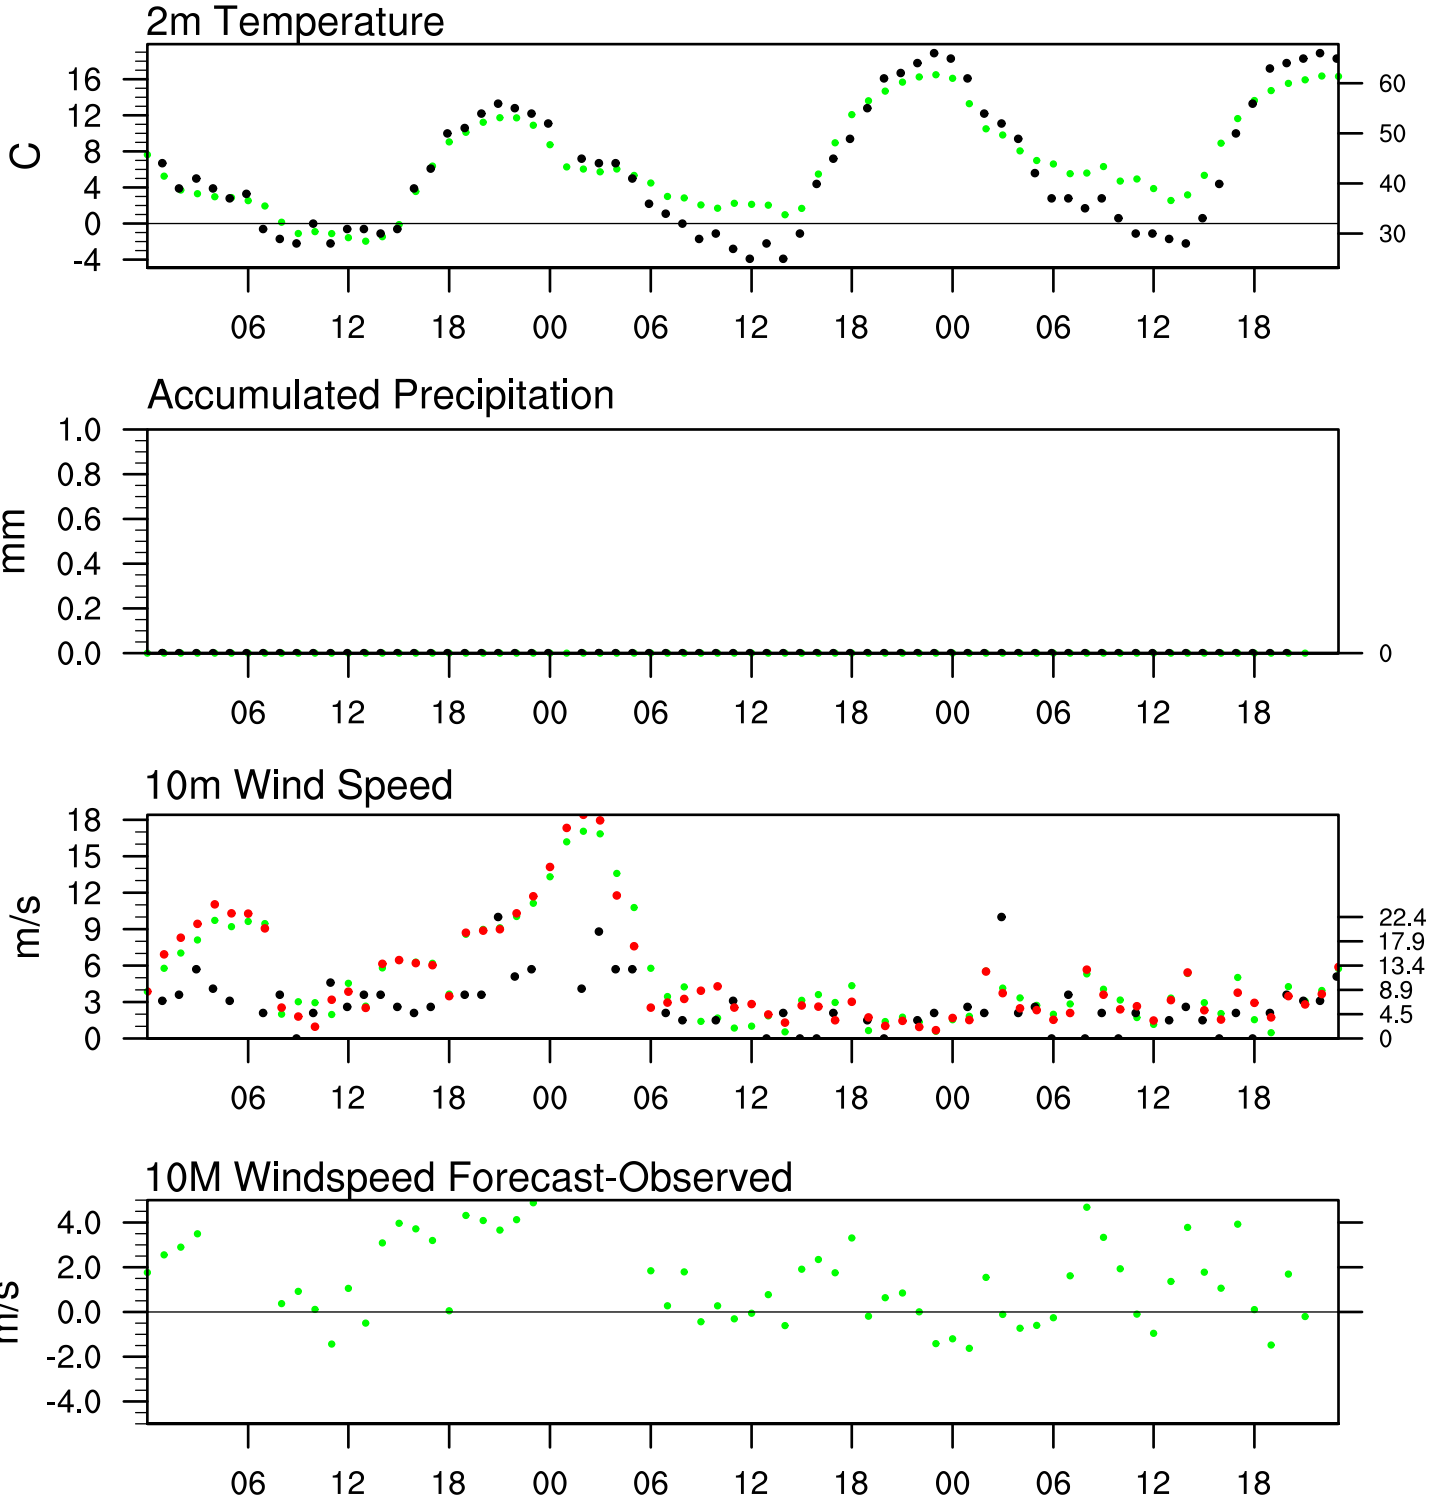 2m Temperature
16
12
8
4
0
-4
C
60
50
40
30
06 12 18 00 06 12 18 00 06 12 18
Accumulated Precipitation
1.0
0.8
0.6
0.4
0.2
0.0
mm
0
06 12 18 00 06 12 18 00 06 12 18
10m Wind Speed
18
15
12
9
6
3
0
m/s
22.4
17.9
13.4
8.9
4.5
0
06 12 18 00 06 12 18 00 06 12 18
10M Windspeed Forecast-Observed
4.0
2.0
0.0
-2.0
-4.0
m/s
06 12 18 00 06 12 18 00 06 12 18